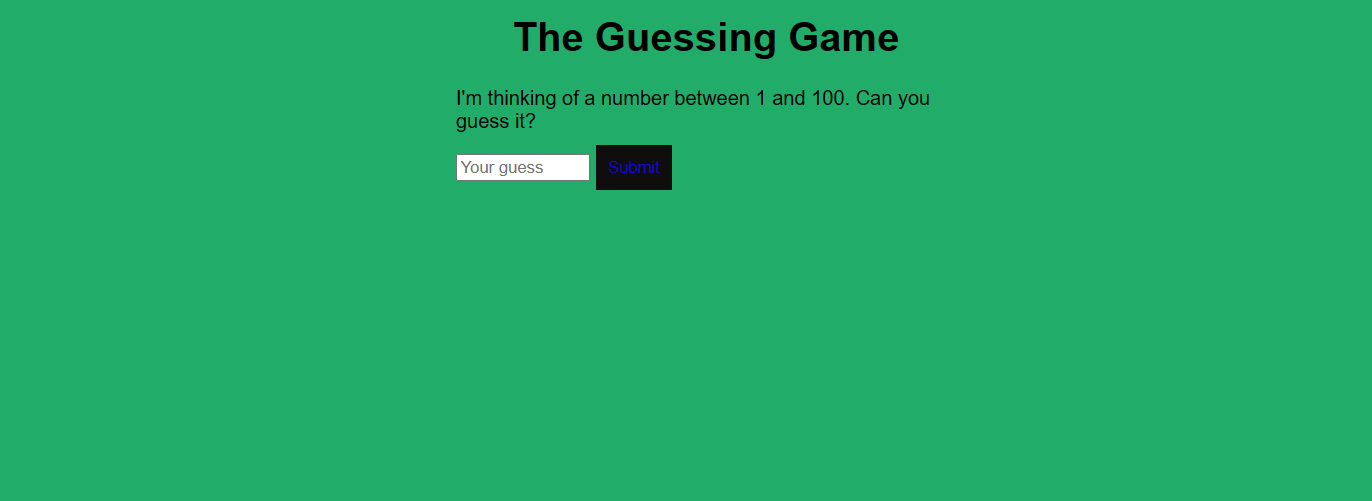 The Guessing Game
I'm thinking of a number between 1 and 100. Can you
guess it?
Your guess
Submit